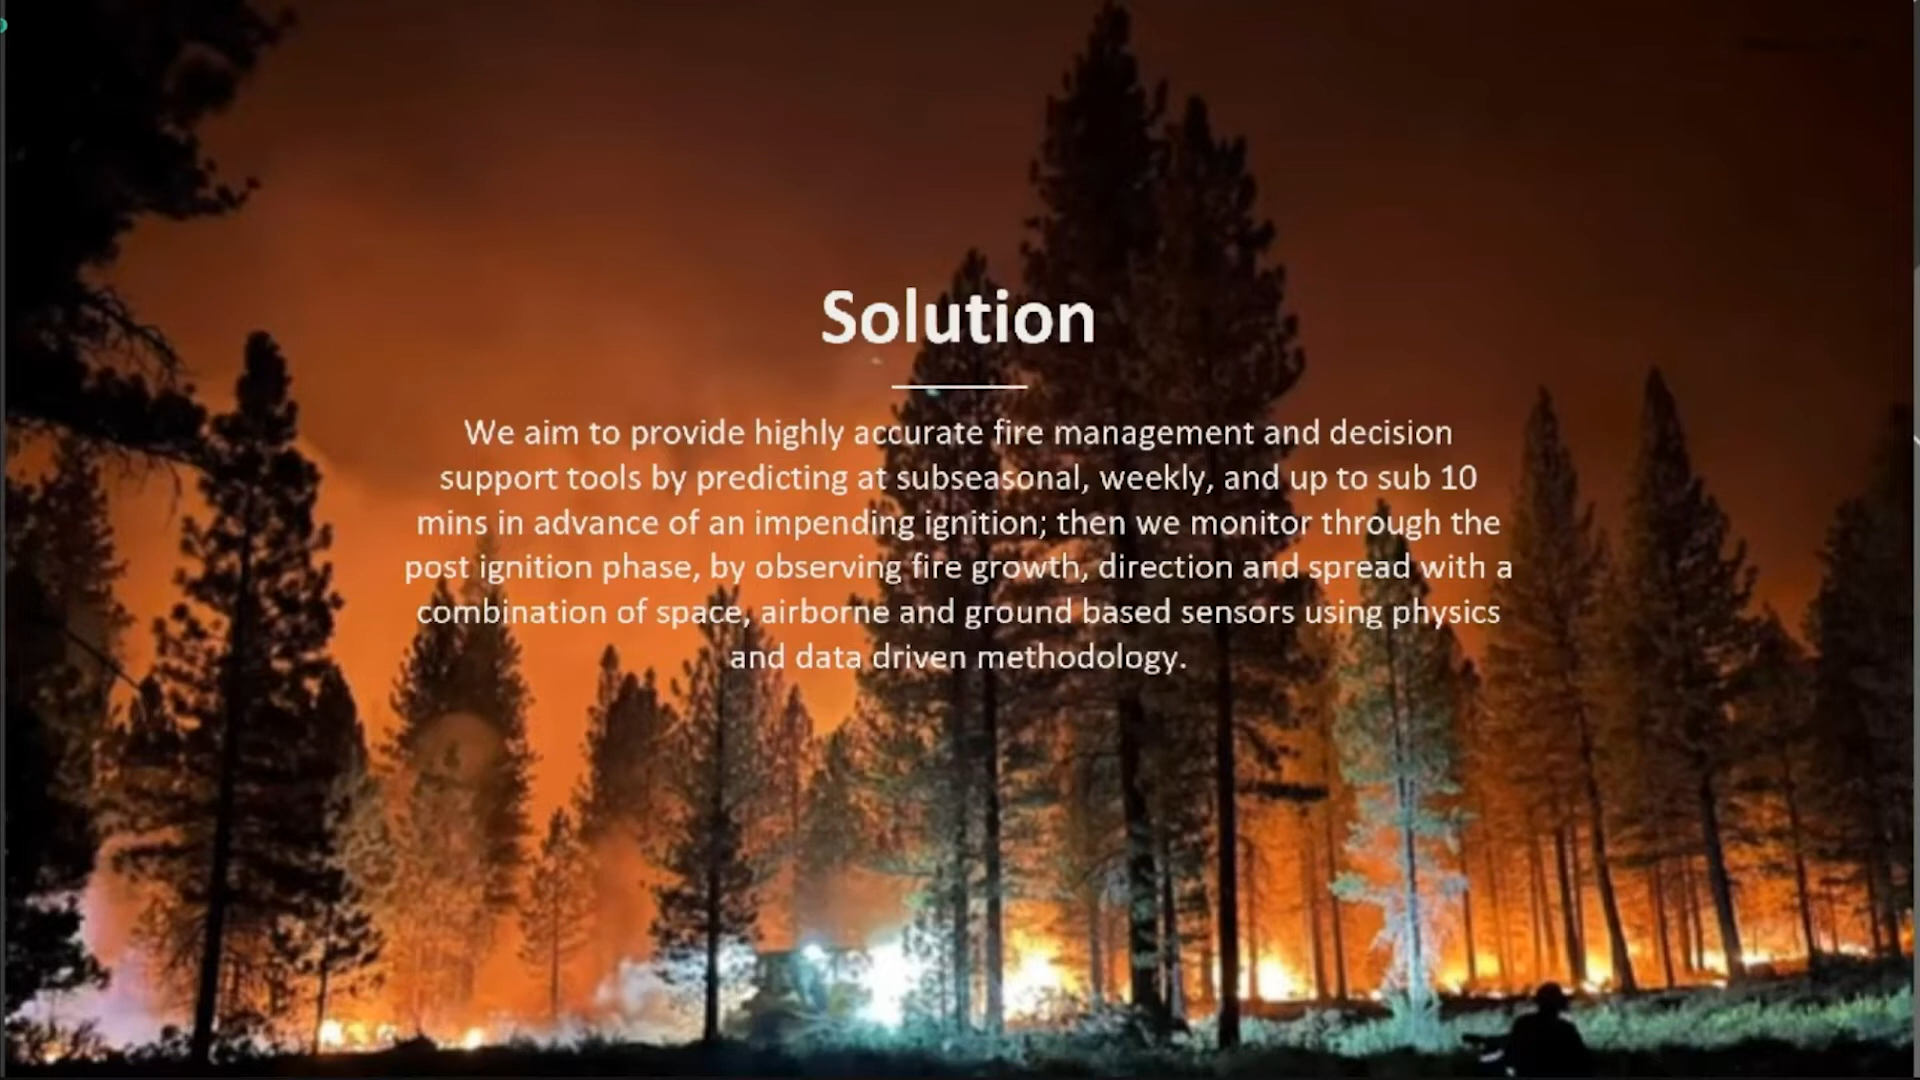 Solution
We aim to provide highly accurate fire management and decision
support tools by predicting at subseasonal, weekly, and up to sub 10
mins in advance of an impending ignition; then we monitor through the
post ignition phase, by observing fire growth, direction and spread with a
combination of space, airborne and ground based sensors using physics
and data driven methodology.